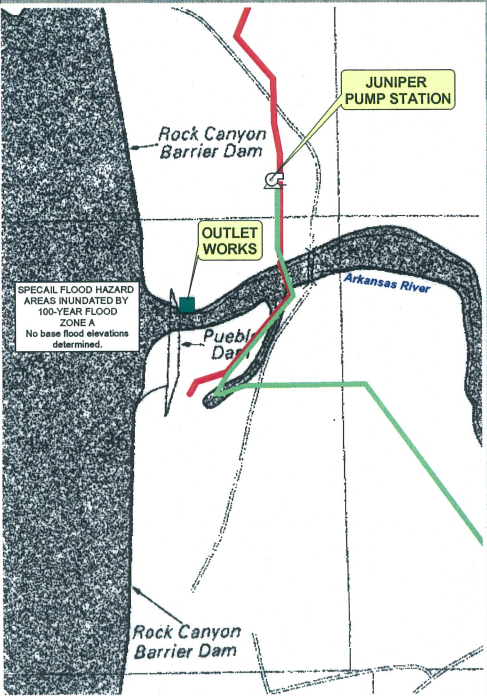 JUNIPER
PUMP STATION
Rock Canyon
Barrier Dam
OUTLET
WORKS
Arkansas River
SPECAIL FLOOD HAZARD
AREAS INUNDATED BY
100-YEAR FLOOD
ZONE A
No base flood elevations
determined.
Pueblo
Dam
Rock Canyon
Barrier Dam